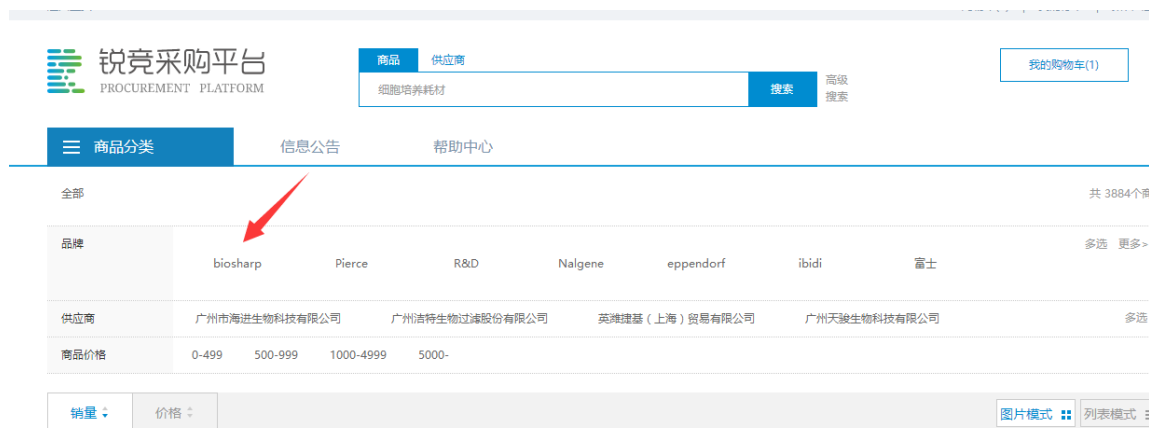 锐竞采购平台
PROCUREMENT PLATFORM
商品 供应商
细胞培养耗材
搜索
高级
搜索
我的购物车(1)
商品分类 信息公告 帮助中心
全部 共 3884个商
品牌 多选 更多>
biosharp Pierce R&D Nalgene eppendorf ibidi 富士
供应商 广州市海进生物科技有限公司 广州洁特生物过滤股份有限公司 英潍捷基（上海）贸易有限公司 广州天骏生物科技有限公司 多选
商品价格 0-499 500-999 1000-4999 5000-
销量 价格 图片模式 列表模式